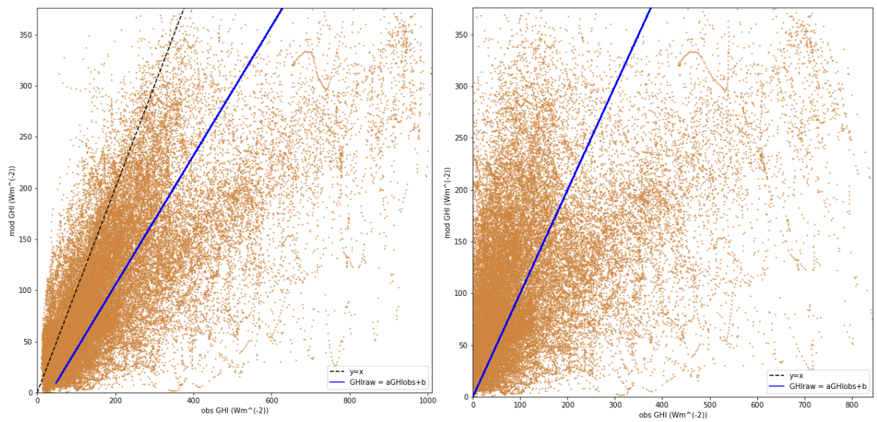 350
300
250
200
150
100
50
0
mod GHI (Wm^(-2))
y=x
GHIraw = aGHIobs+b
0 200 400 600 800 1000
obs GHI (Wm^(-2))
350
300
250
200
150
100
50
0
mod GHI (Wm^(-2))
y=x
GHIraw = aGHIobs+b
0 100 200 300 400 500 600 700 800
obs GHI (Wm^(-2))